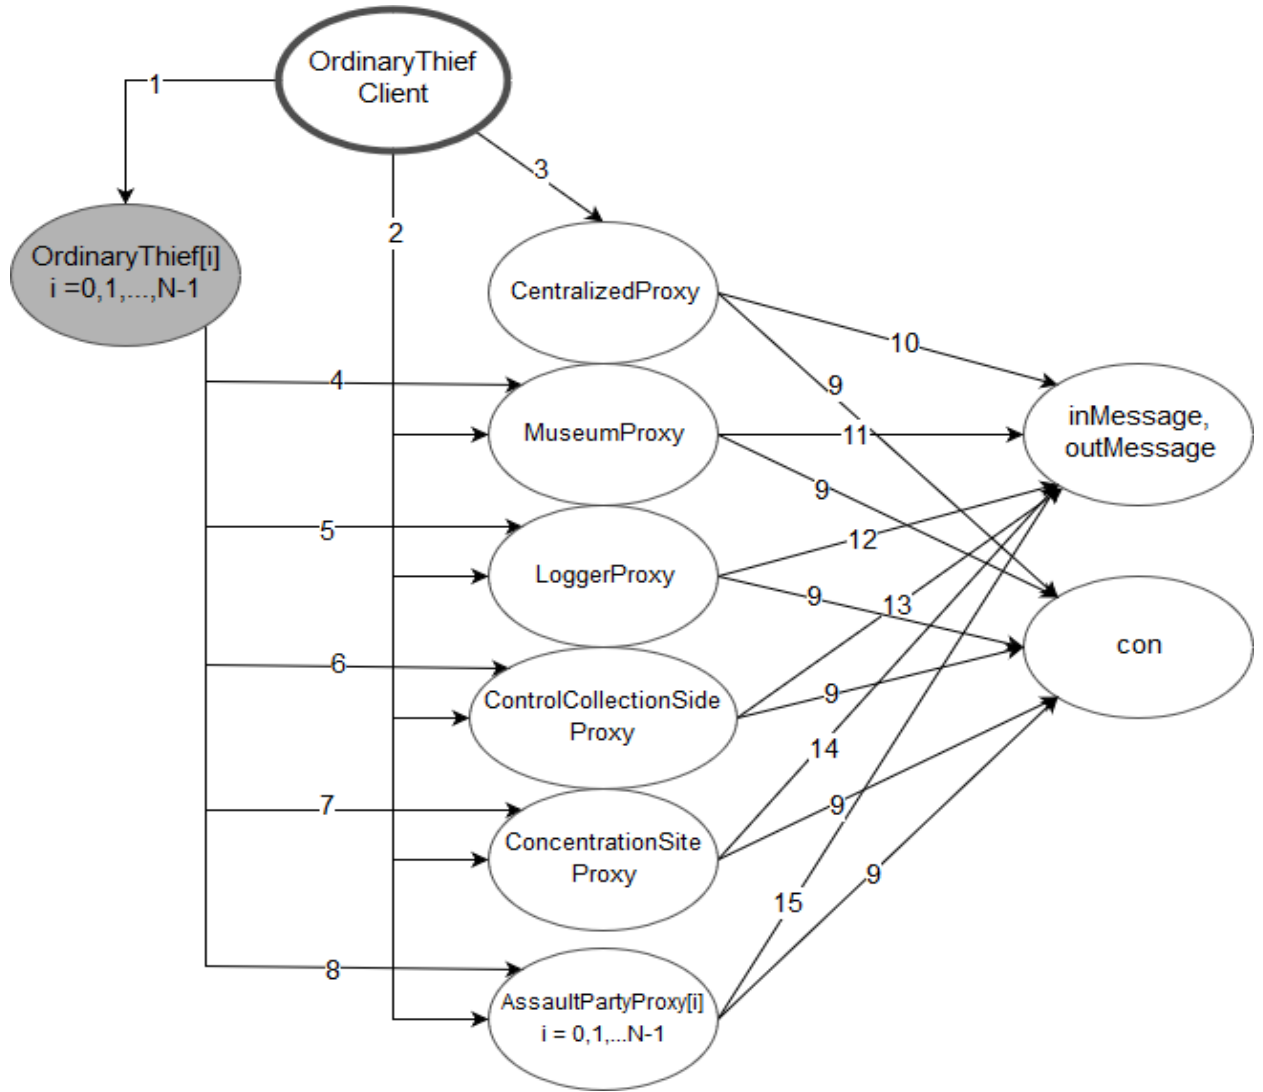 OrdinaryThief
Client
1
3
2
OrdinaryThief[i]
i =0,1,...,N-1
CentralizedProxy
10
4
9
MuseumProxy
11
inMessage,
outMessage
9
5
12
LoggerProxy
9
13
con
6
ControlCollectionSide
Proxy
9
14
7
9
ConcentrationSite
Proxy
15
9
8
AssaultPartyProxy[i]
i = 0,1,...N-1